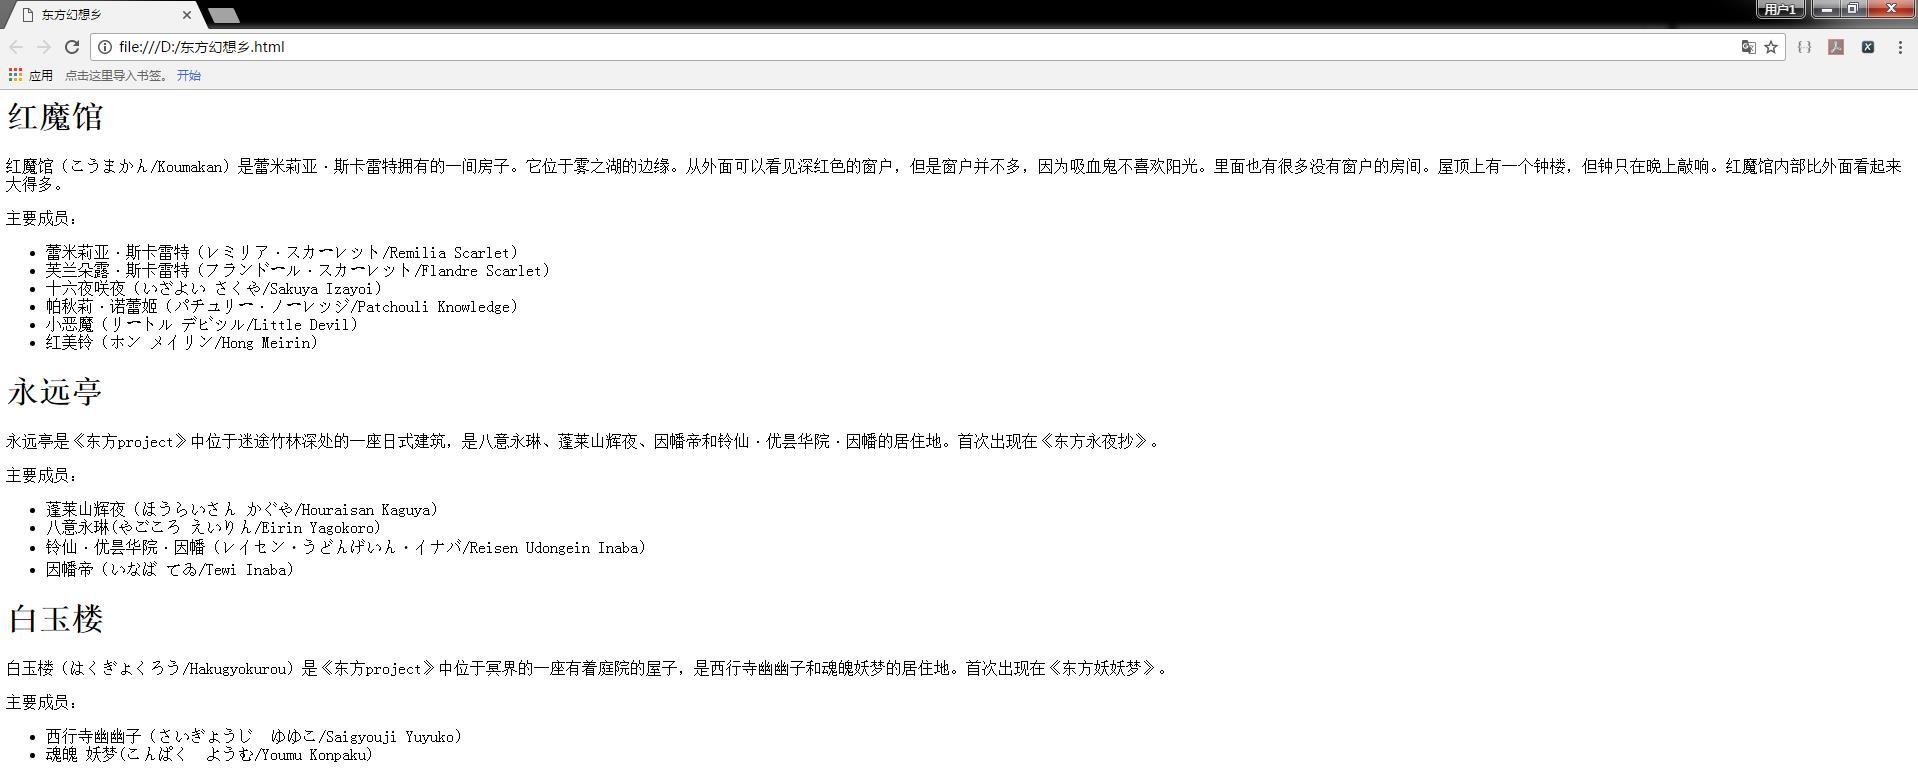 东方幻想乡
用户1
file:///D:/东方幻想乡.html
应用 点击这里导入书签。 开始
红魔馆
红魔馆（こうまかん/Koumakan）是蕾米莉亚·斯卡雷特拥有的一间房子。它位于雾之湖的边缘。从外面可以看见深红色的窗户，但是窗户并不多，因为吸血鬼不喜欢阳光。里面也有很多没有窗户的房间。屋顶上有一个钟楼，但钟只在晚上敲响。红魔馆内部比外面看起来
大得多。
主要成员：
蕾米莉亚·斯卡雷特（レミリア·スカーレット/Remilia Scarlet）
芙兰朵露·斯卡雷特（フランドール·スカーレット/Flandre Scarlet）
十六夜咲夜（いざよい さくや/Sakuya Izayoi）
帕秋莉·诺蕾姬（パチュリー·ノーレッジ/Patchouli Knowledge）
小恶魔（リートル デビツル/Little Devil）
红美铃（ホン メイリン/Hong Meirin）
永远亭
永远亭是《东方project》中位于迷途竹林深处的一座日式建筑，是八意永琳、蓬莱山辉夜、因幡帝和铃仙·优昙华院·因幡的居住地。首次出现在《东方永夜抄》。
主要成员：
蓬莱山辉夜（ほうらいさん かぐや/Houraisan Kaguya）
八意永琳(やごころ えいりん/Eirin Yagokoro)
铃仙·优昙华院·因幡（レイセン・うどんげいん・イナバ/Reisen Udongein Inaba）
因幡帝（いなば てゐ/Tewi Inaba）
白玉楼
白玉楼（はくぎょくろう/Hakugyokurou）是《东方project》中位于冥界的一座有着庭院的屋子，是西行寺幽幽子和魂魄妖梦的居住地。首次出现在《东方妖妖梦》。
主要成员：
西行寺幽幽子（さいぎょうじ　ゆゆこ/Saigyouji Yuyuko）
魂魄 妖梦(こんぱく　ようむ/Youmu Konpaku)